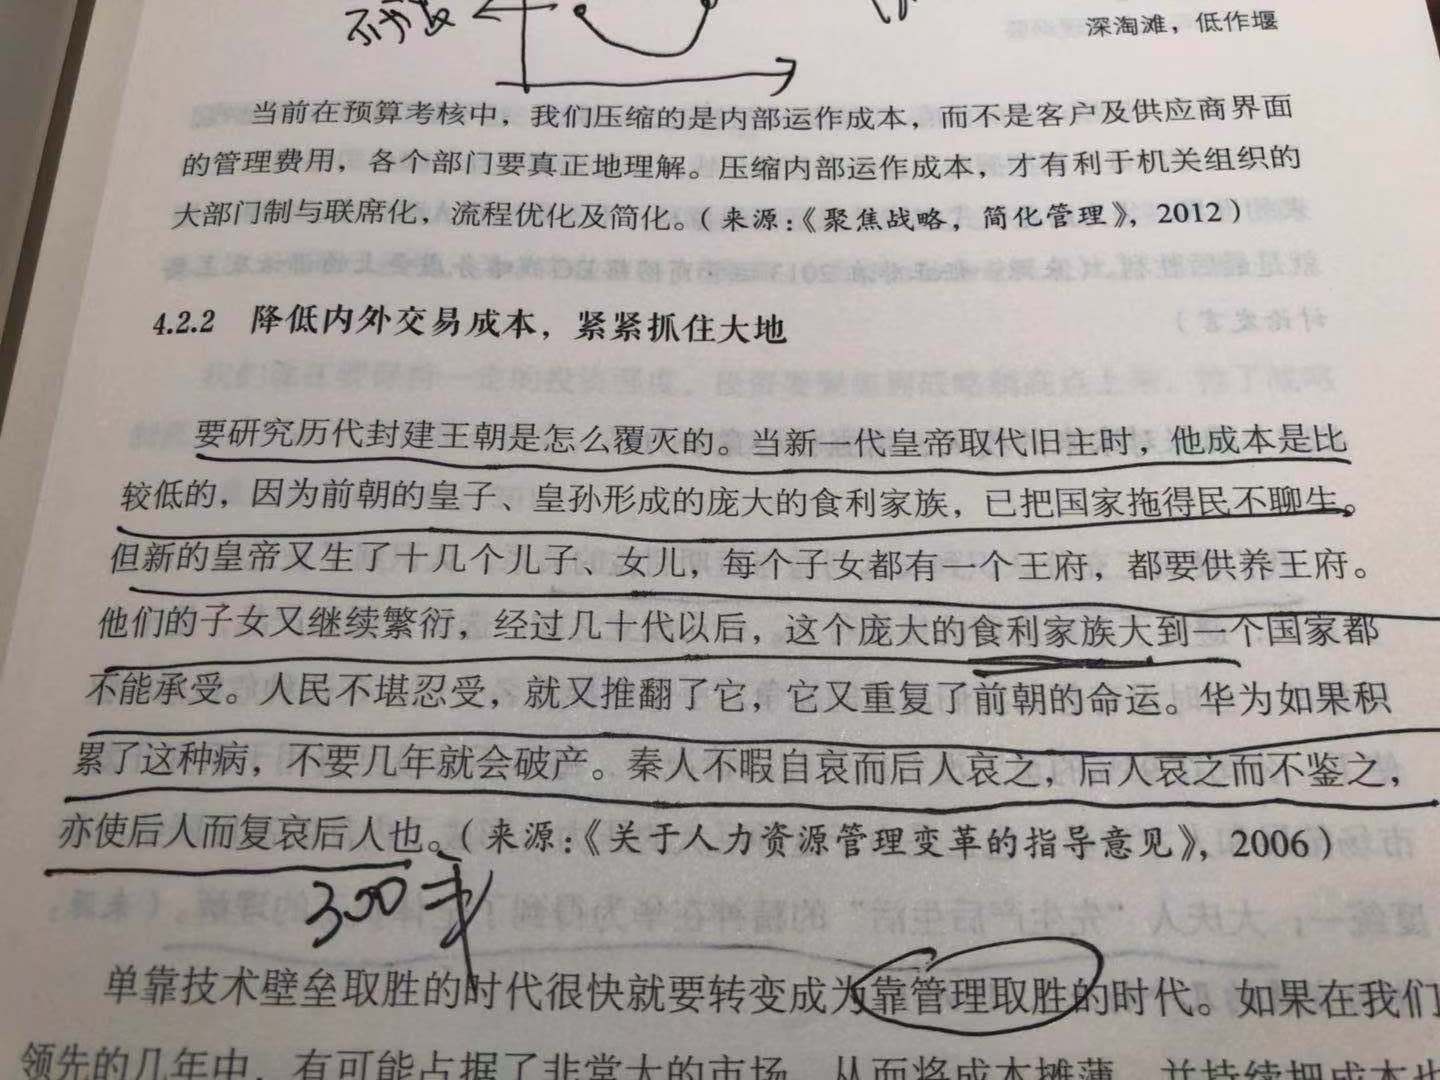 深淘滩，低作堰
当前在预算考核中，我们压缩的是内部运作成本，而不是客户及供应商界面
的管理费用，各个部门要真正地理解。压缩内部运作成本，才有利于机关组织的
大部门制与联席化，流程优化及简化。（来源：《聚焦战略，简化管理》，2012）
4.2.2 降低内外交易成本，紧紧抓住大地
要研究历代封建王朝是怎么覆灭的。当新一代皇帝取代旧主时，他成本是比
较低的，因为前朝的皇子、皇孙形成的庞大的食利家族，已把国家拖得民不聊生。
但新的皇帝又生了十几个儿子、女儿，每个子女都有一个王府，都要供养王府。
他们的子女又继续繁衍，经过几十代以后，这个庞大的食利家族大到一个国家都
不能承受。人民不堪忍受，就又推翻了它，它又重复了前朝的命运。华为如果积
累了这种病，不要几年就会破产。秦人不暇自哀而后人哀之，后人哀之而不鉴之，
亦使后人而复哀后人也。（来源：《关于人力资源管理变革的指导意见》，2006）
300年
单靠技术壁垒取胜的时代很快就要转变成为靠管理取胜的时代。如果在我们
领先的几年中，有可能占据了非常大的市场，从而将成本摊薄，并持续把成本也